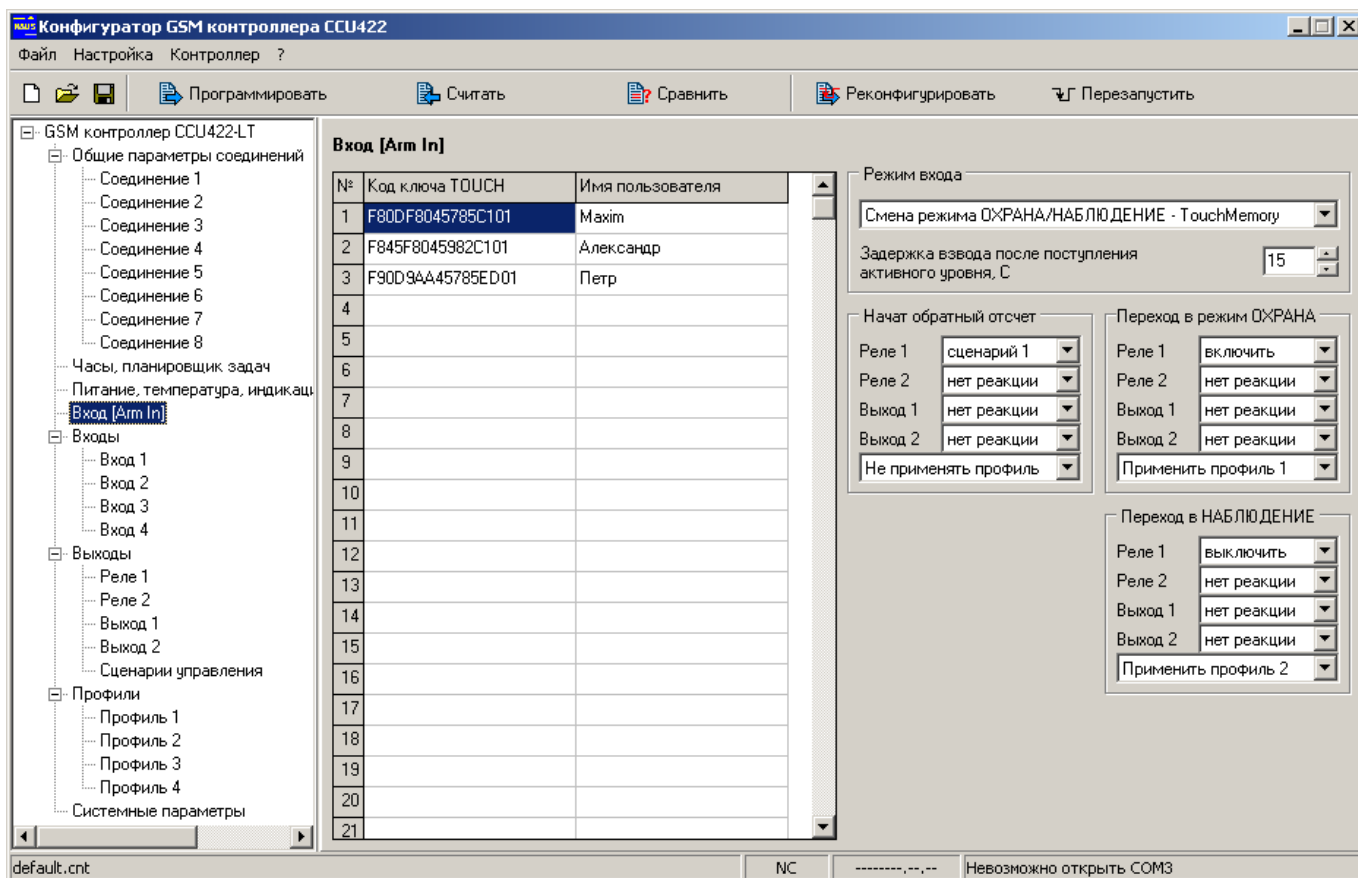 Конфигуратор GSM контроллера CCU422
Файл Настройка Контроллер ?
Программировать Считать Сравнить Реконфигурировать Перезапустить
GSM контроллер CCU422-LT
Общие параметры соединений
Соединение 1
Соединение 2
Соединение 3
Соединение 4
Соединение 5
Соединение 6
Соединение 7
Соединение 8
Часы, планировщик задач
Питание, температура, индикаци
Вход [Arm In]
Входы
Вход 1
Вход 2
Вход 3
Вход 4
Выходы
Реле 1
Реле 2
Выход 1
Выход 2
Сценарии управления
Профили
Профиль 1
Профиль 2
Профиль 3
Профиль 4
Системные параметры
Вход [Arm In]
№ Код ключа TOUCH Имя пользователя
1 F80DF8045785C101 Maxim
2 F845F8045982C101 Александр
3 F90D9AA45785ED01 Петр
4
5
6
7
8
9
10
11
12
13
14
15
16
17
18
19
20
21
Режим входа
Смена режима ОХРАНА/НАБЛЮДЕНИЕ - TouchMemory
Задержка взвода после поступления
активного уровня, С
15
Начат обратный отсчет
Реле 1 сценарий 1
Реле 2 нет реакции
Выход 1 нет реакции
Выход 2 нет реакции
Не применять профиль
Переход в режим ОХРАНА
Реле 1 включить
Реле 2 нет реакции
Выход 1 нет реакции
Выход 2 нет реакции
Применить профиль 1
Переход в НАБЛЮДЕНИЕ
Реле 1 выключить
Реле 2 нет реакции
Выход 1 нет реакции
Выход 2 нет реакции
Применить профиль 2
default.cnt NC --------,--,-- Невозможно открыть COM3